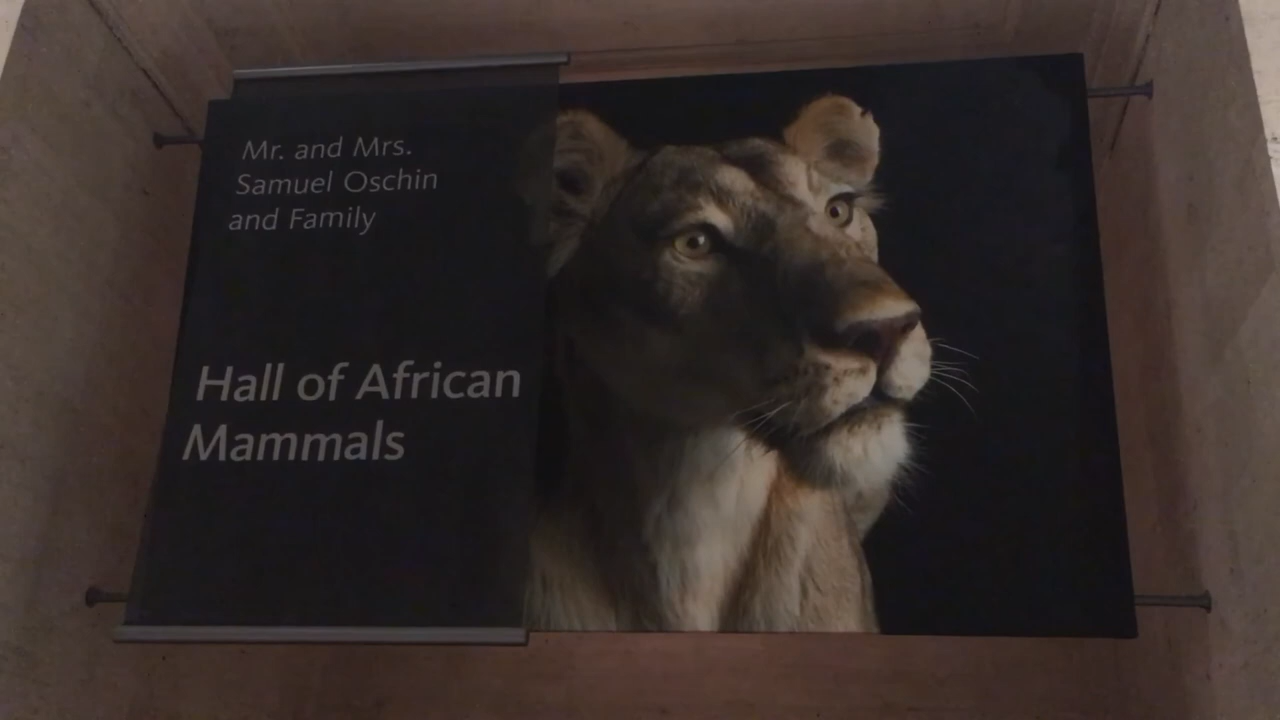 Mr. and Mrs.
Samuel Oschin
and Family
Hall of African
Mammals